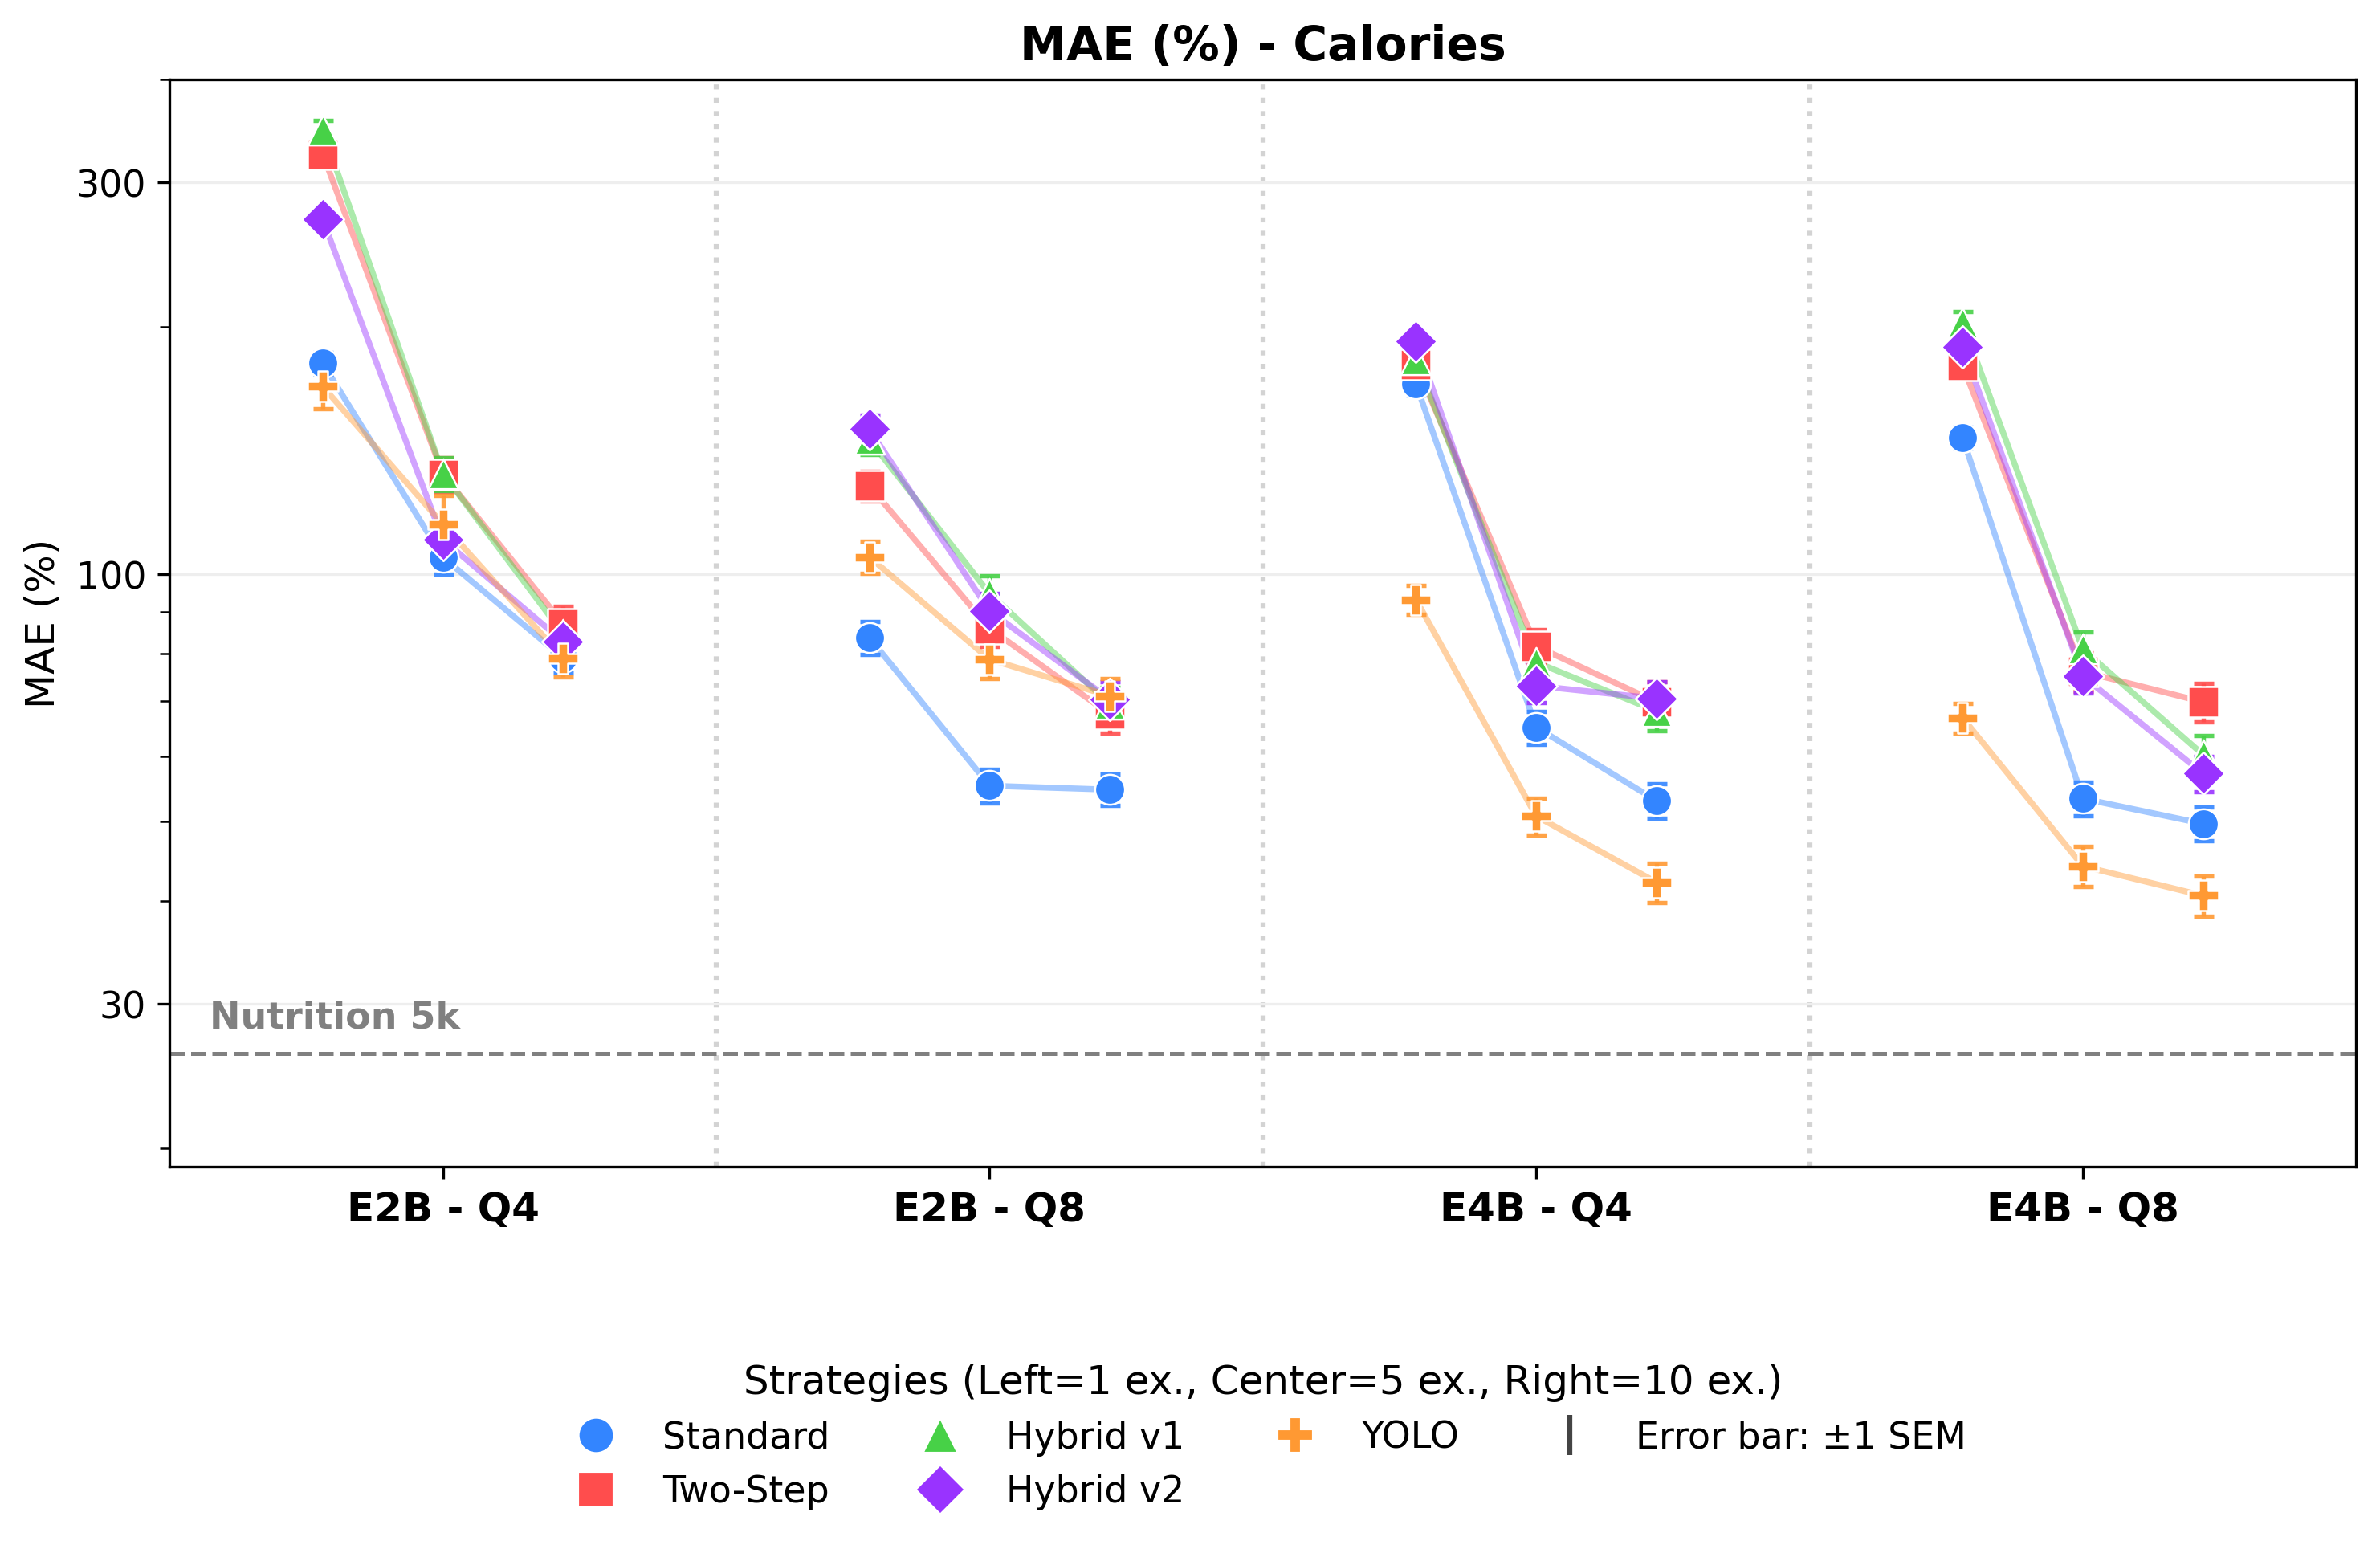 MAE (%) - Calories
MAE (%)
300
100
30
Nutrition 5k
E2B - Q4
E2B - Q8
E4B - Q4
E4B - Q8
Strategies (Left=1 ex., Center=5 ex., Right=10 ex.)
Standard
Hybrid v1
YOLO
Error bar: ±1 SEM
Two-Step
Hybrid v2